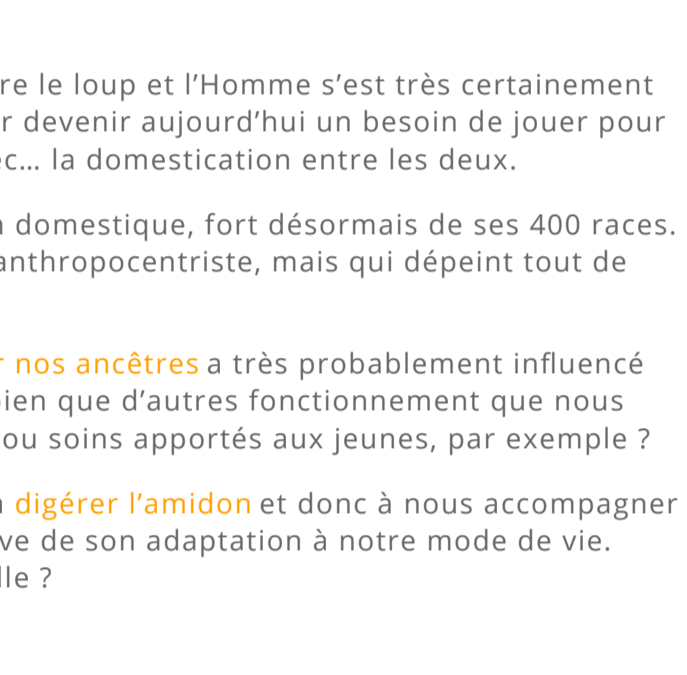 re le loup et l’Homme s’est très certainement
r devenir aujourd’hui un besoin de jouer pour
ec… la domestication entre les deux.
domestique, fort désormais de ses 400 races.
anthropocentriste, mais qui dépeint tout de
r nos ancêtres a très probablement influencé
bien que d’autres fonctionnement que nous
ou soins apportés aux jeunes, par exemple ?
digérer l’amidon et donc à nous accompagner
ve de son adaptation à notre mode de vie.
lle ?